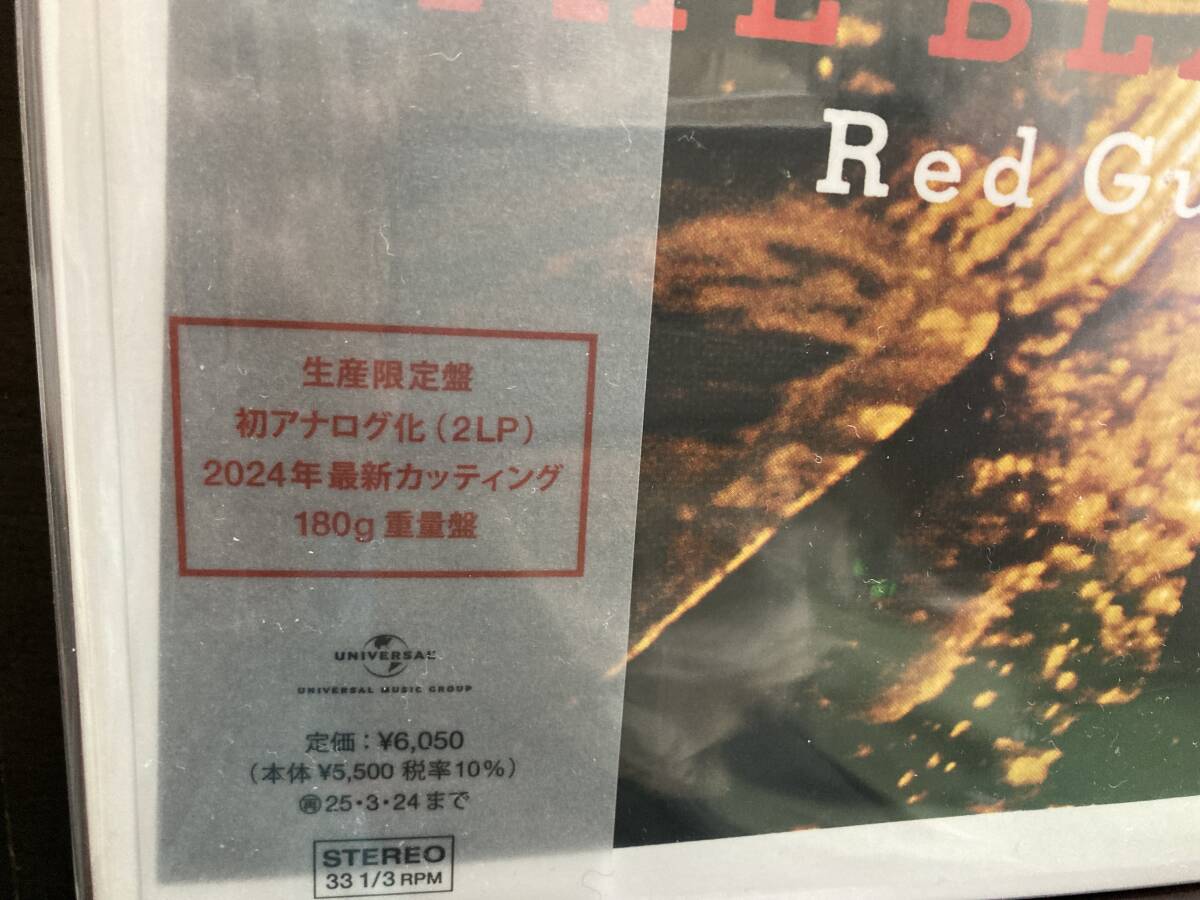 THE BLA
Red Gu
生産限定盤
初アナログ化(2LP)
2024年最新カッティング
180g 重量盤
UNIVERSAL
UNIVERSAL MUSIC GROUP
定価:¥6,050
(本体 ¥5,500 税率10%)
㊢25・3・24まで
STEREO
33 1/3 RPM